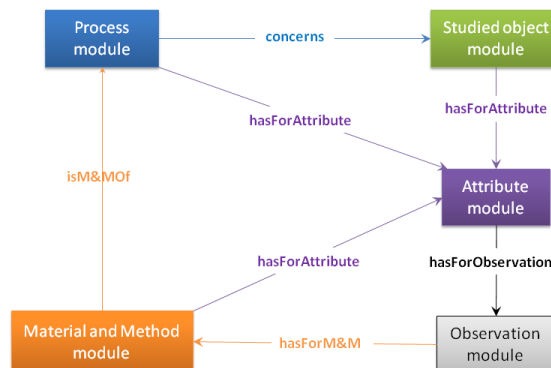 Process
module
concerns
Studied object
module
hasForAttribute
hasForAttribute
isM&MOf
Attribute
module
hasForAttribute
hasForObservation
Material and Method
module
hasForM&M
Observation
module